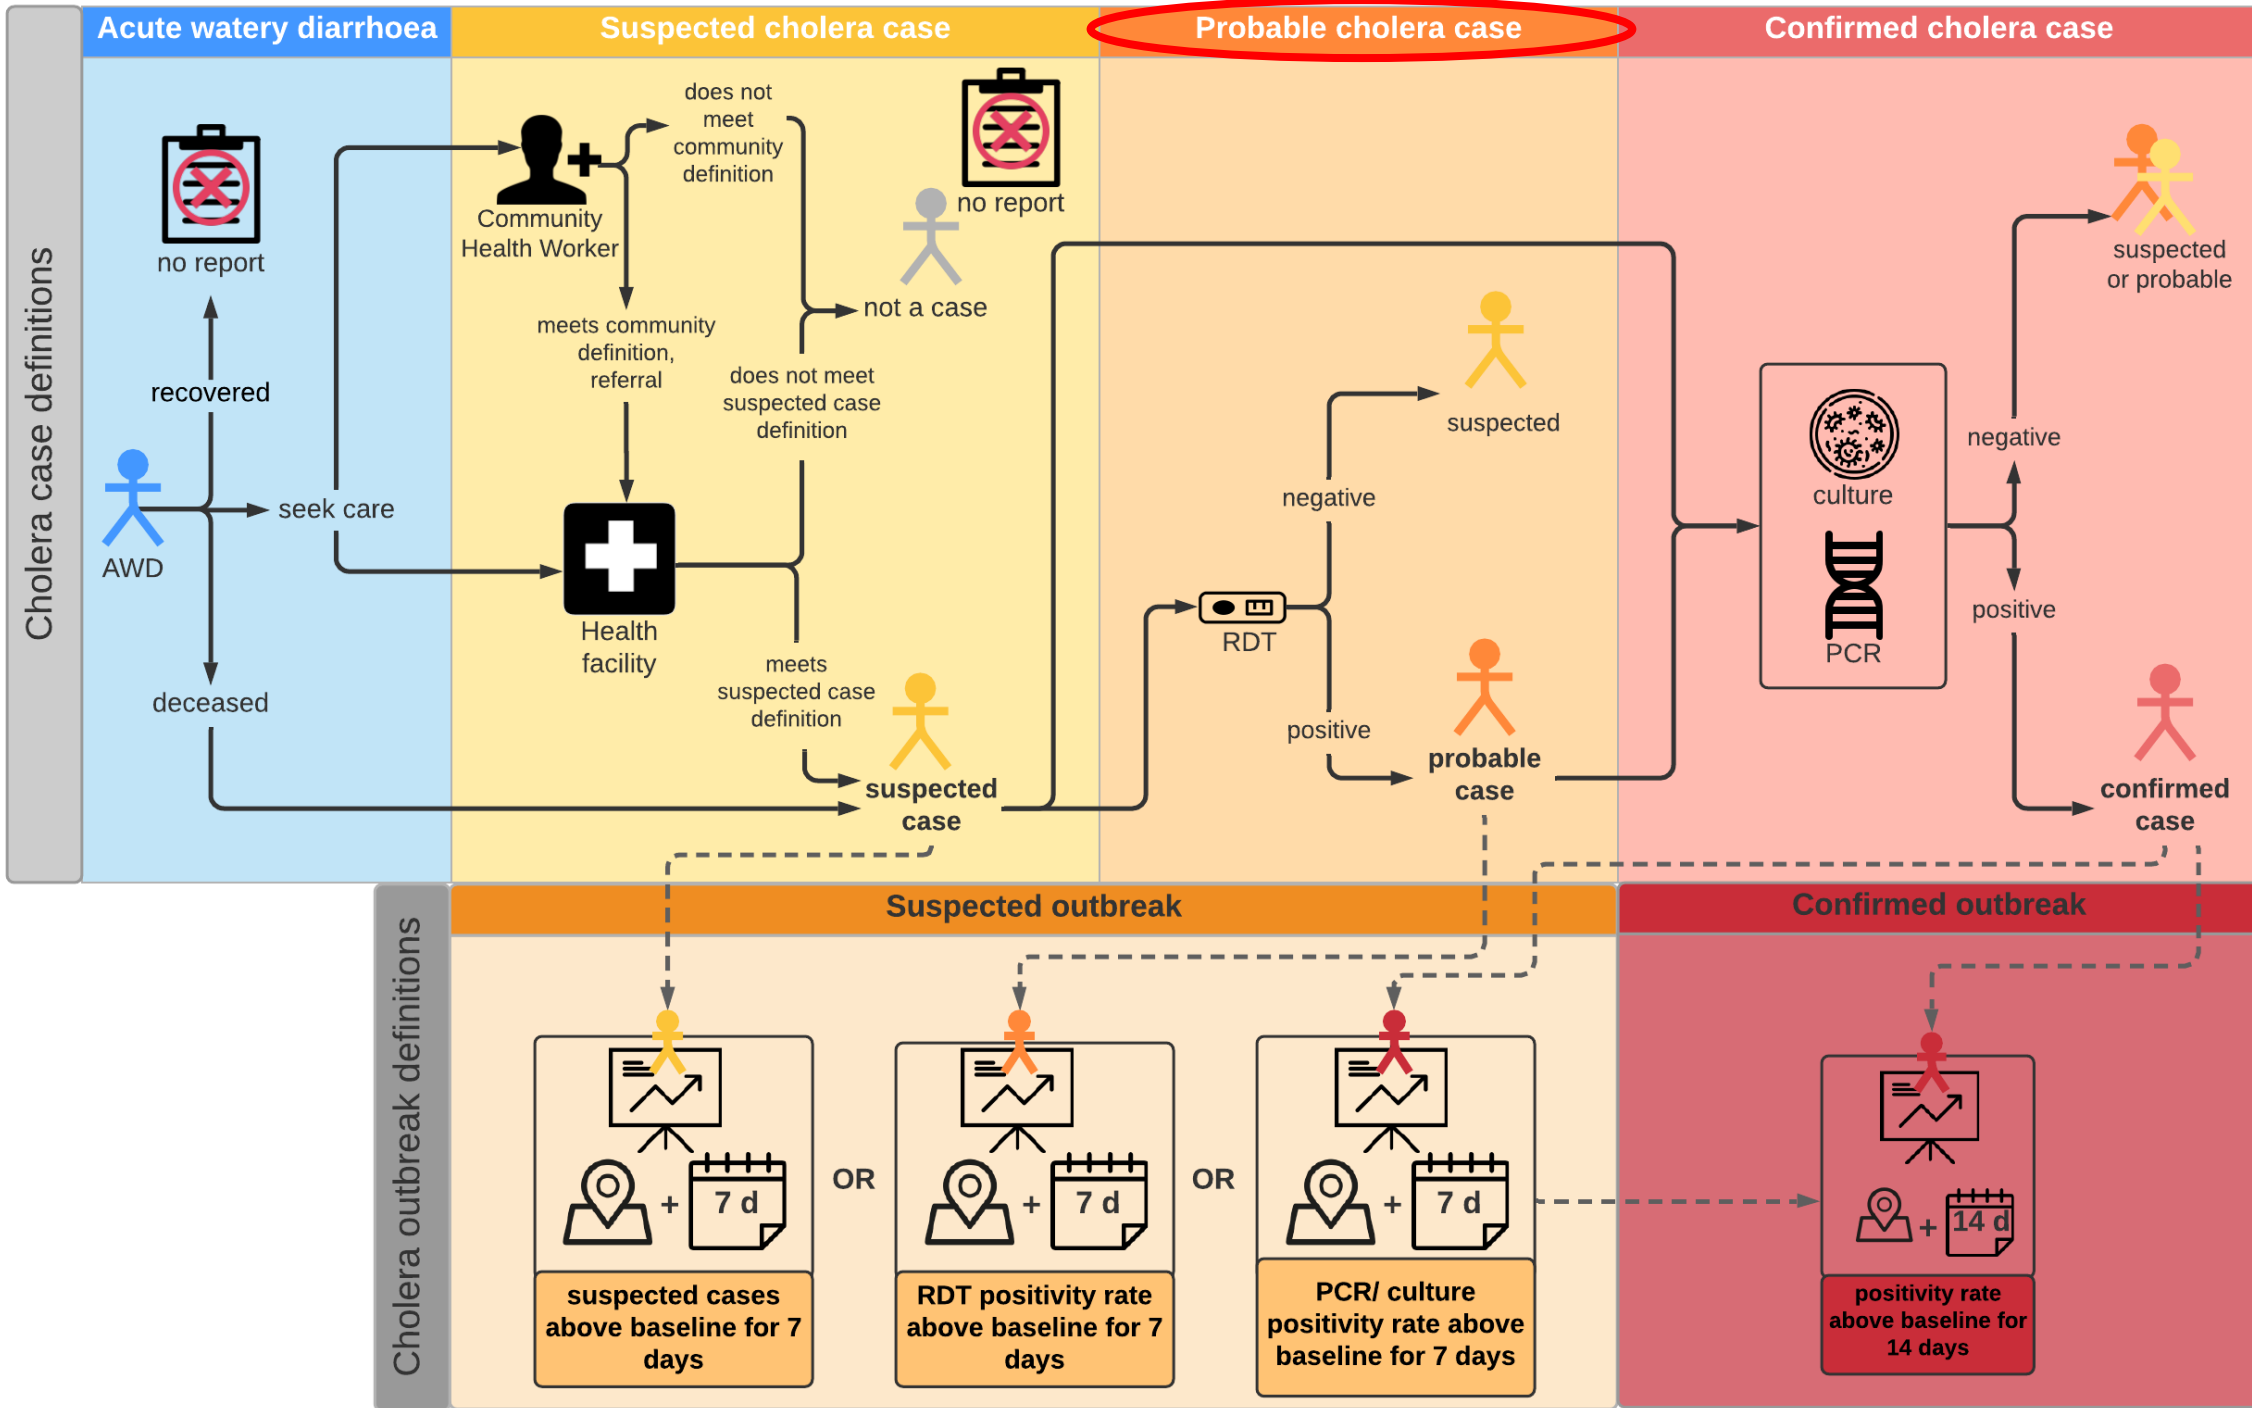 Acute watery diarrhoea
Suspected cholera case
Probable cholera case
Confirmed cholera case
Cholera case definitions
no report
recovered
AWD
seek care
deceased
Community
Health Worker
does not
meet
community
definition
no report
not a case
meets community
definition,
referral
does not meet
suspected case
definition
Health
facility
meets
suspected case
definition
suspected
case
RDT
negative
suspected
positive
probable
case
culture
PCR
negative
suspected
or probable
positive
confirmed
case
Cholera outbreak definitions
Suspected outbreak
Confirmed outbreak
+
7 d
suspected cases
above baseline for 7
days
OR
+
7 d
RDT positivity rate
above baseline for 7
days
OR
+
7 d
PCR/ culture
positivity rate above
baseline for 7 days
+
14 d
positivity rate
above baseline for
14 days